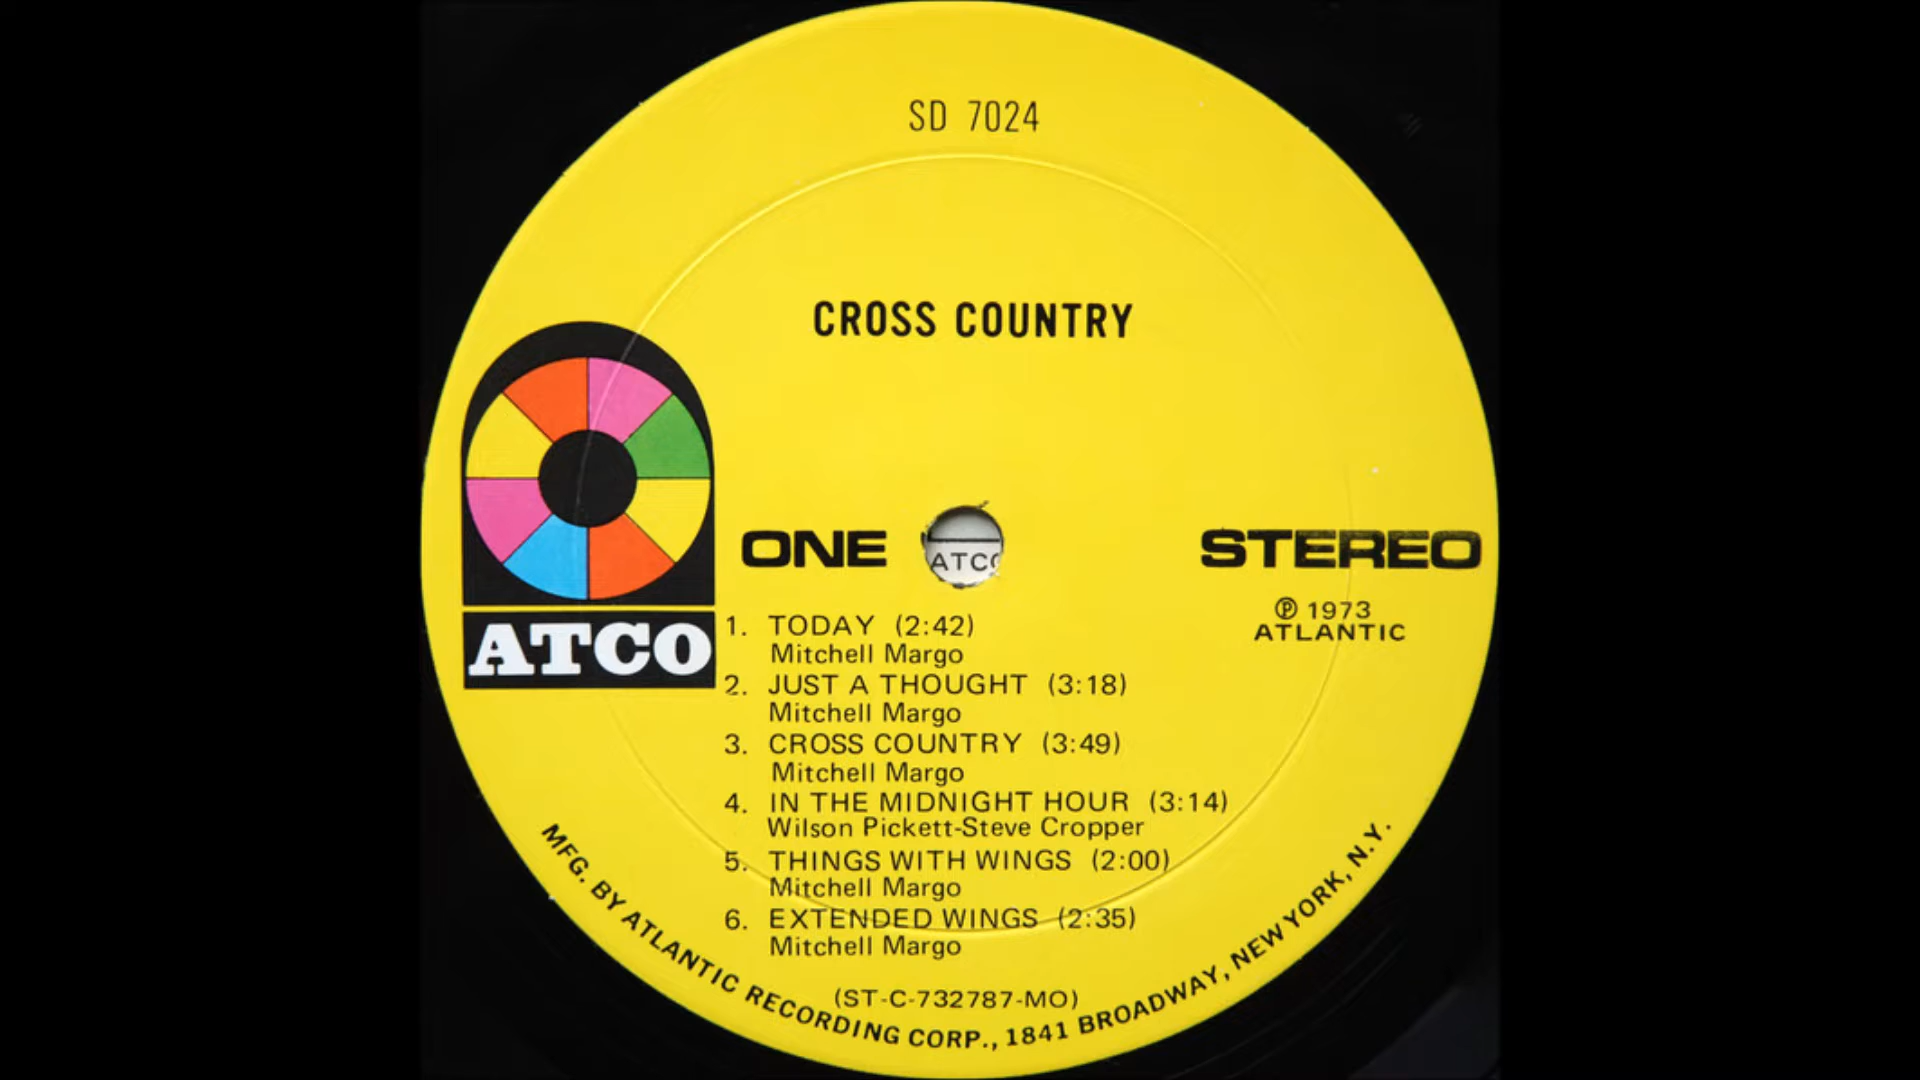 SD 7024
CROSS COUNTRY
ATCO
ONE
STEREO
Ⓟ 1973
ATLANTIC
1. TODAY (2:42)
Mitchell Margo
2. JUST A THOUGHT (3:18)
Mitchell Margo
3. CROSS COUNTRY (3:49)
Mitchell Margo
4. IN THE MIDNIGHT HOUR (3:14)
Wilson Pickett-Steve Cropper
5. THINGS WITH WINGS (2:00)
Mitchell Margo
6. EXTENDED WINGS (2:35)
Mitchell Margo
(ST-C-732787-MO)
MFG. BY ATLANTIC RECORDING CORP., 1841 BROADWAY, NEW YORK, N.Y.
ATCO